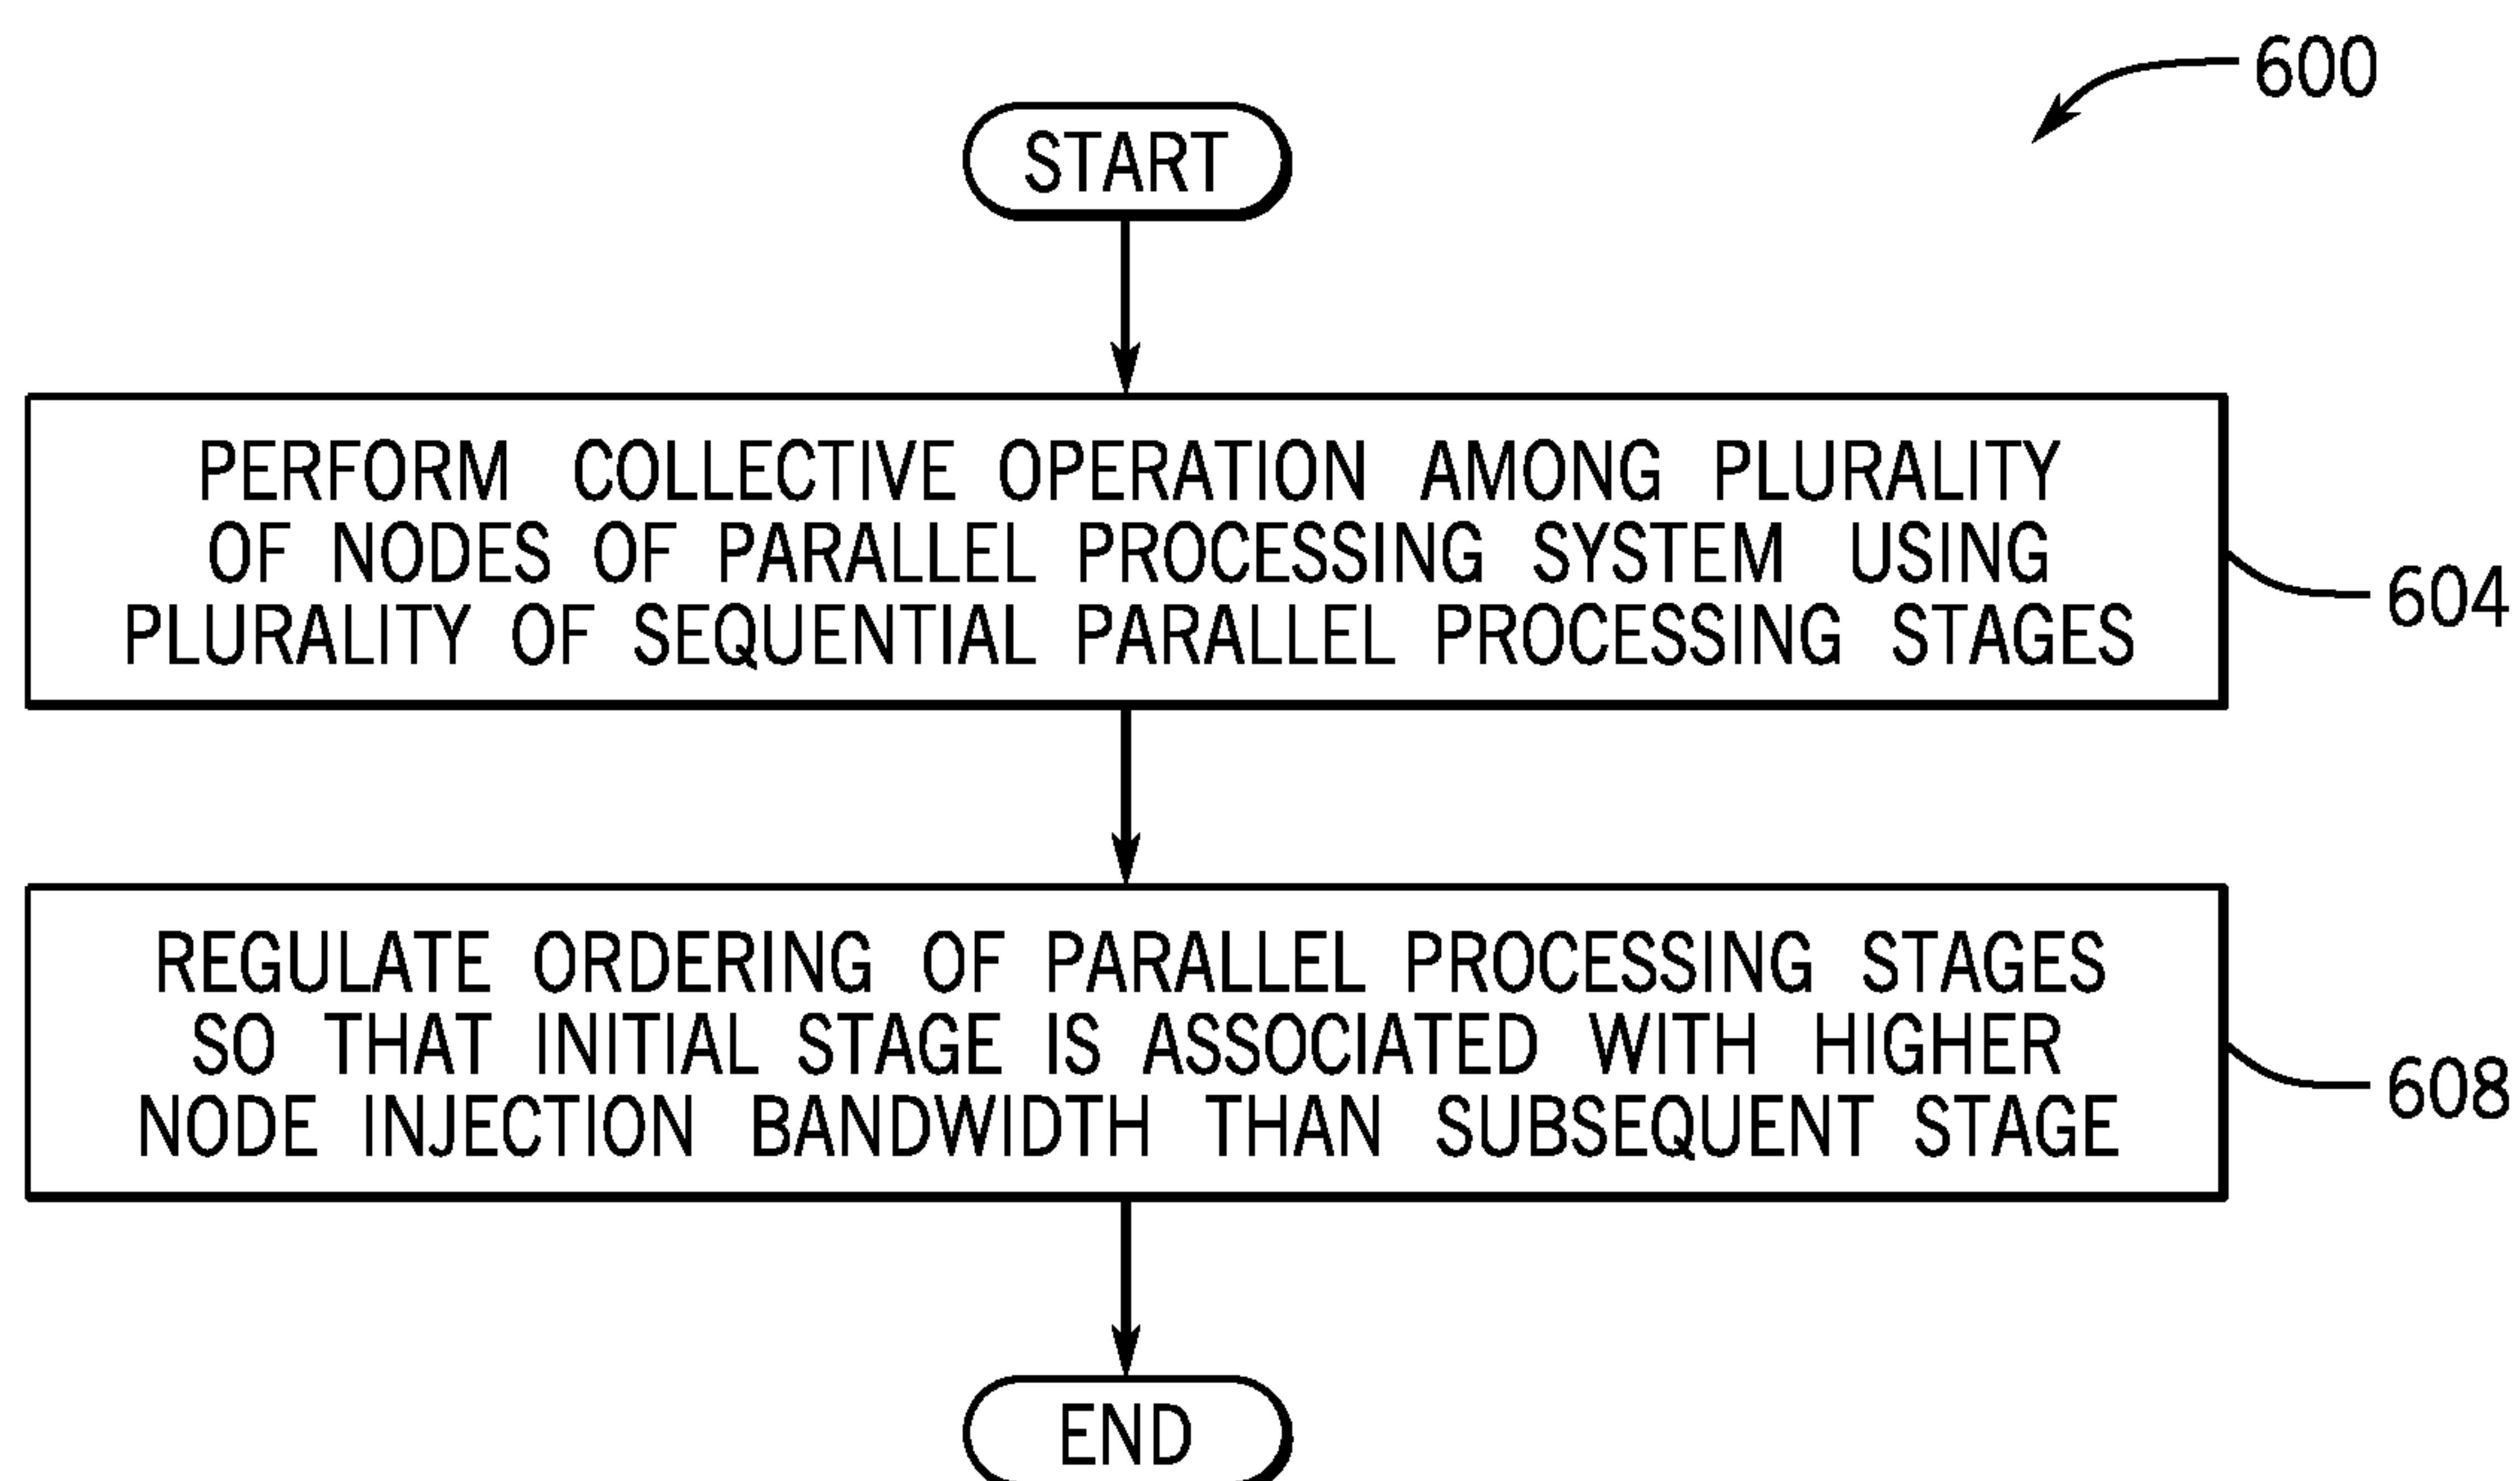 600
START
PERFORM COLLECTIVE OPERATION AMONG PLURALITY
OF NODES OF PARALLEL PROCESSING SYSTEM USING
PLURALITY OF SEQUENTIAL PARALLEL PROCESSING STAGES
604
REGULATE ORDERING OF PARALLEL PROCESSING STAGES
SO THAT INITIAL STAGE IS ASSOCIATED WITH HIGHER
NODE INJECTION BANDWIDTH THAN SUBSEQUENT STAGE
608
END